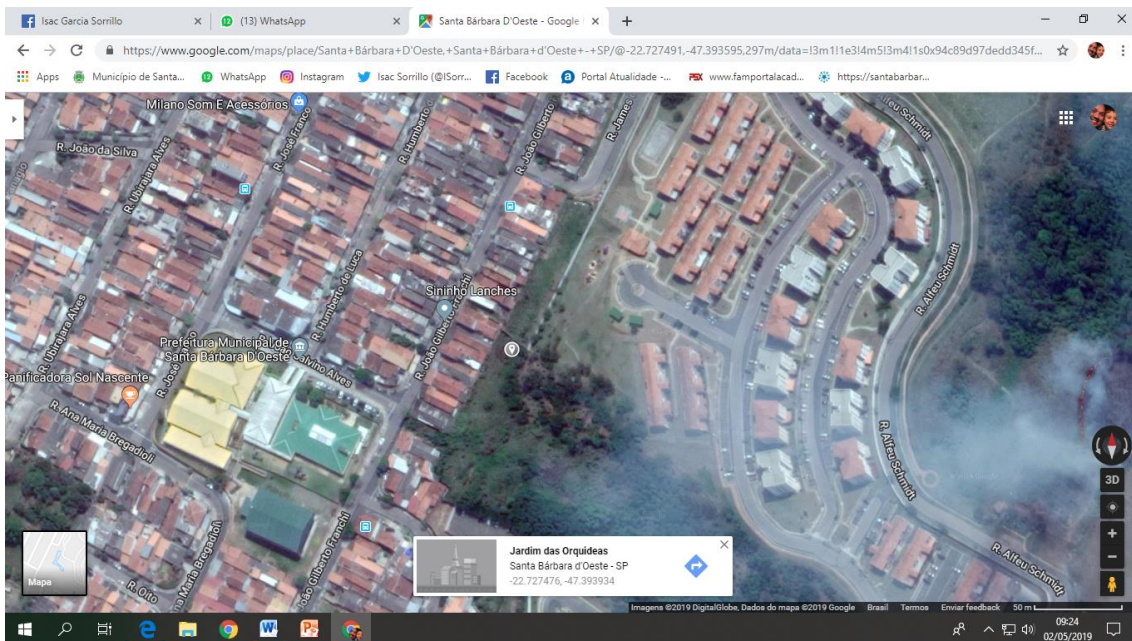 Isac Garcia Sorrillo
(13) WhatsApp
Santa Bárbara D'Oeste - Google
https://www.google.com/maps/place/Santa+Bárbara+D'Oeste,+Santa+Bárbara+d'Oeste+-+SP/@-22.727491,-47.393595,297m/data=!3m1!1e3!4m5!3m4!1s0x94c89d97dedd345f...
Apps
Município de Santa...
WhatsApp
Instagram
Isac Sorrillo (@ISorr...
Facebook
Portal Atualidade -...
www.famportalacad...
https://santabarbar...
Milano Som E Acessórios
R. João da Silva
R. Ubirajara Alves
R. José Franco
R. Humberto
R. João Gilberto
R. James
Alfeu Schmidt
R. Alfeu Schmidt
R. Humberto de Luca
Sininho Lanches
R. João Gilberto Franchi
R. Ubirajara Alves
Prefeitura Municipal de
Santa Bárbara D'Oeste
Calvino Alves
Panificadora Sol Nascente
R. José
R. Ana Maria Bregadioli
R. Alfeu Schmidt
3D
João Gilberto Franchi
R. Oito
Maria Bregadioli
R. Alfeu Schmidt
Mapa
Jardim das Orquideas
Santa Bárbara d'Oeste - SP
-22.727476, -47.393934
Imagens ©2019 DigitalGlobe, Dados do mapa ©2019 Google
Brasil
Termos
Enviar feedback
50 m
09:24
02/05/2019